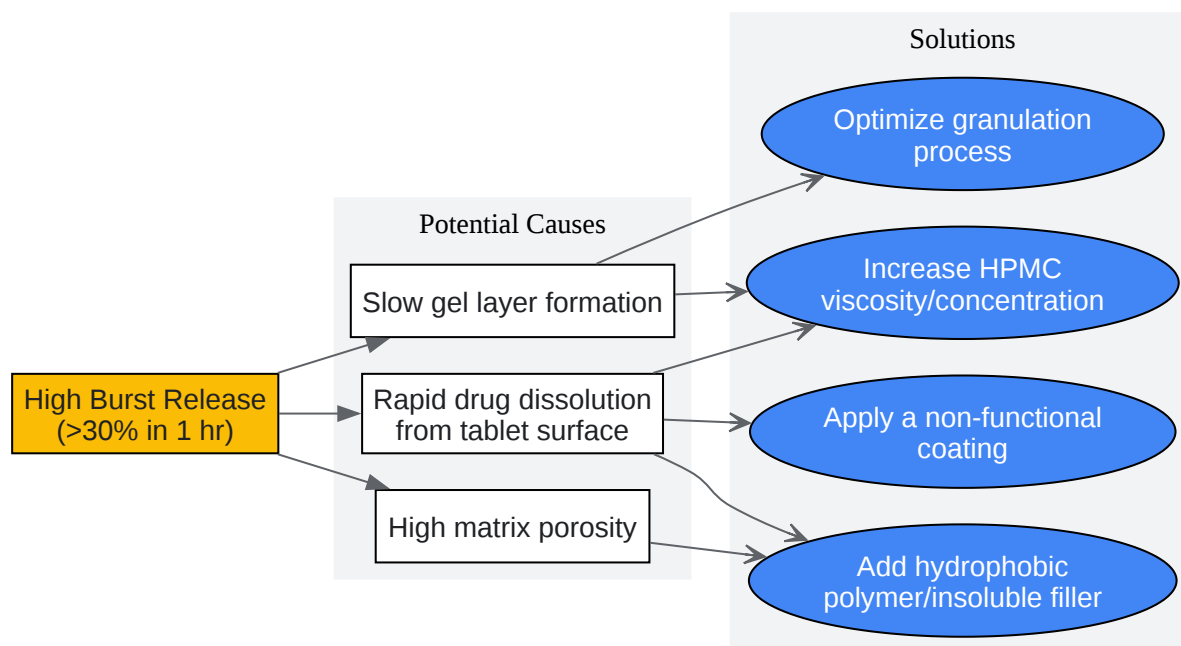 High Burst Release
(>30% in 1 hr)
Potential Causes
Slow gel layer formation
Rapid drug dissolution
from tablet surface
High matrix porosity
Solutions
Optimize granulation
process
Increase HPMC
viscosity/concentration
Apply a non-functional
coating
Add hydrophobic
polymer/insoluble filler